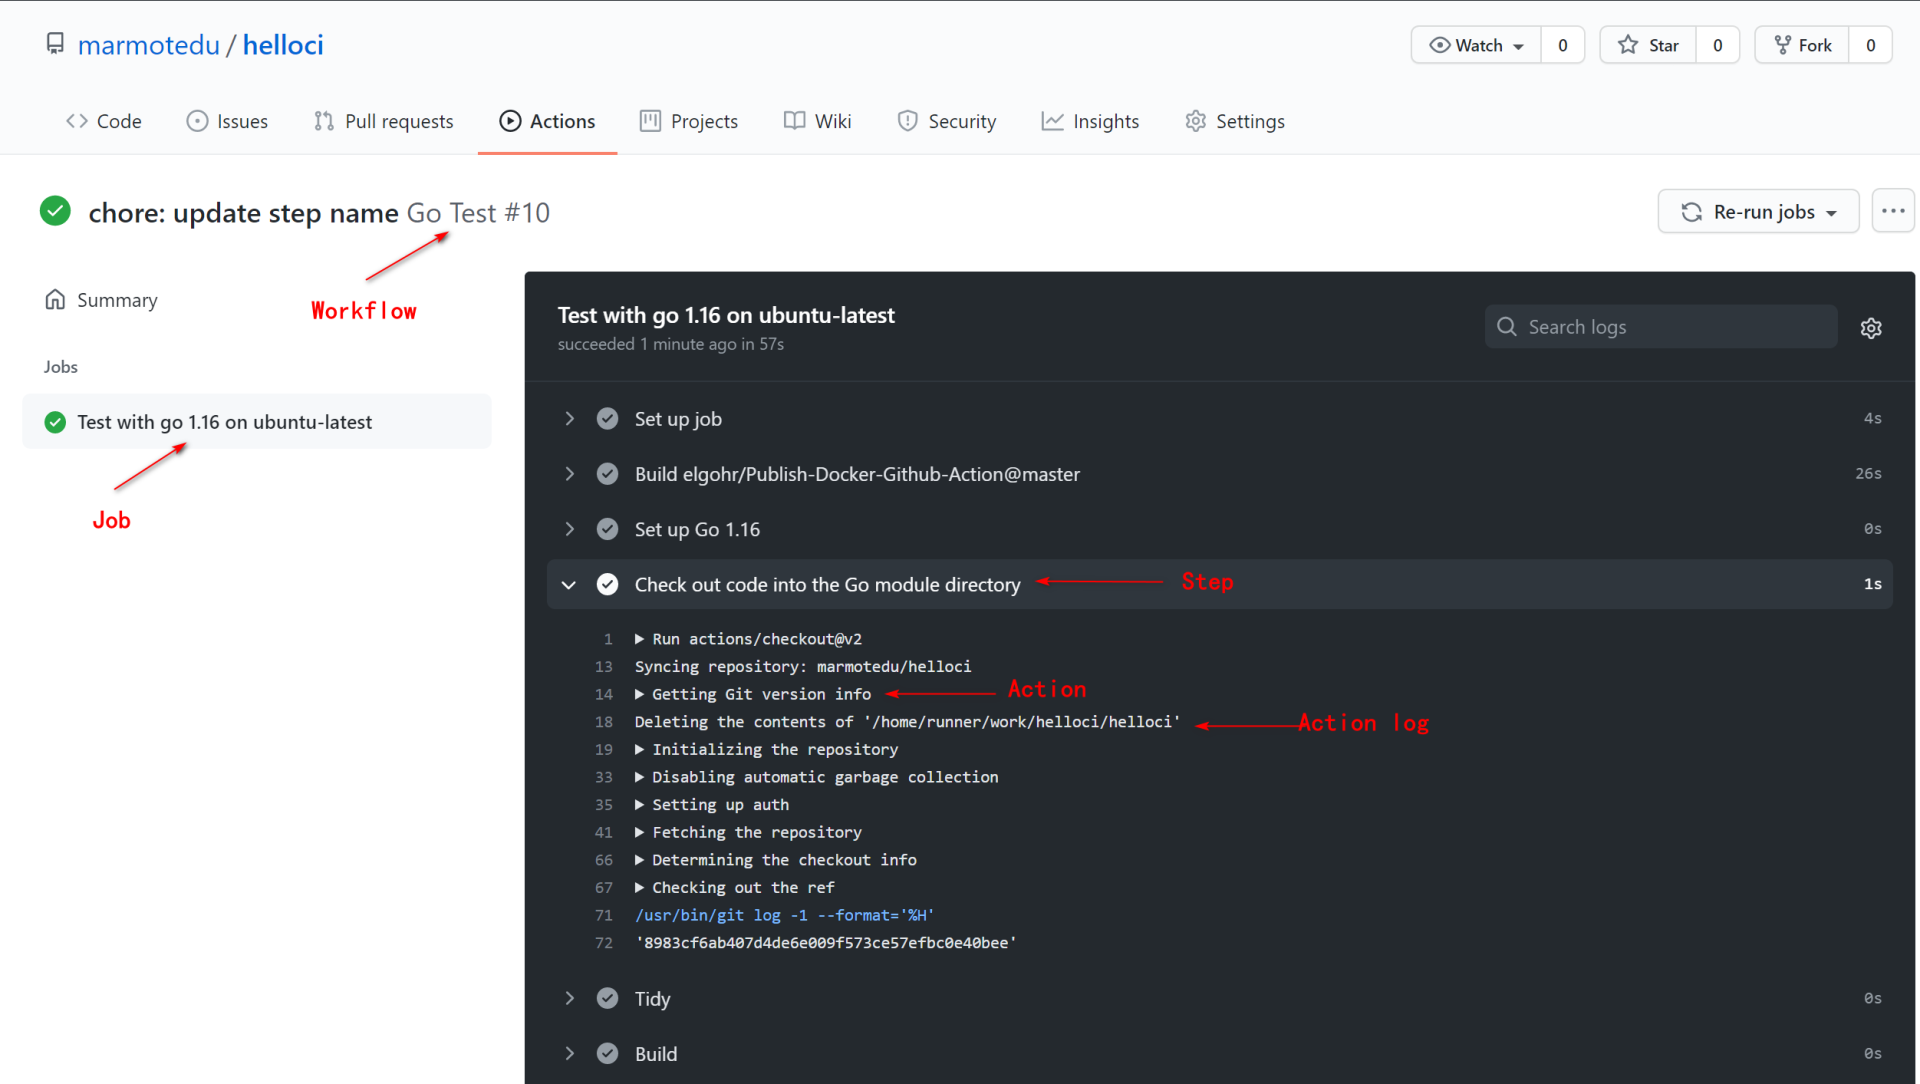 marmotedu / helloci
Watch 0 Star 0 Fork 0
Code Issues Pull requests Actions Projects Wiki Security Insights Settings
chore: update step name Go Test #10
Re-run jobs ...
Workflow
Summary
Jobs
Test with go 1.16 on ubuntu-latest
Job
Test with go 1.16 on ubuntu-latest
succeeded 1 minute ago in 57s
Search logs
Set up job 4s
Build elgohr/Publish-Docker-Github-Action@master 26s
Set up Go 1.16 0s
Check out code into the Go module directory Step 1s
1 Run actions/checkout@v2
13 Syncing repository: marmotedu/helloci
14 Getting Git version info Action
18 Deleting the contents of '/home/runner/work/helloci/helloci' Action log
19 Initializing the repository
33 Disabling automatic garbage collection
35 Setting up auth
41 Fetching the repository
66 Determining the checkout info
67 Checking out the ref
71 /usr/bin/git log -1 --format='%H'
72 '8983cf6ab407d4de6e009f573ce57efbc0e40bee'
Tidy 0s
Build 0s